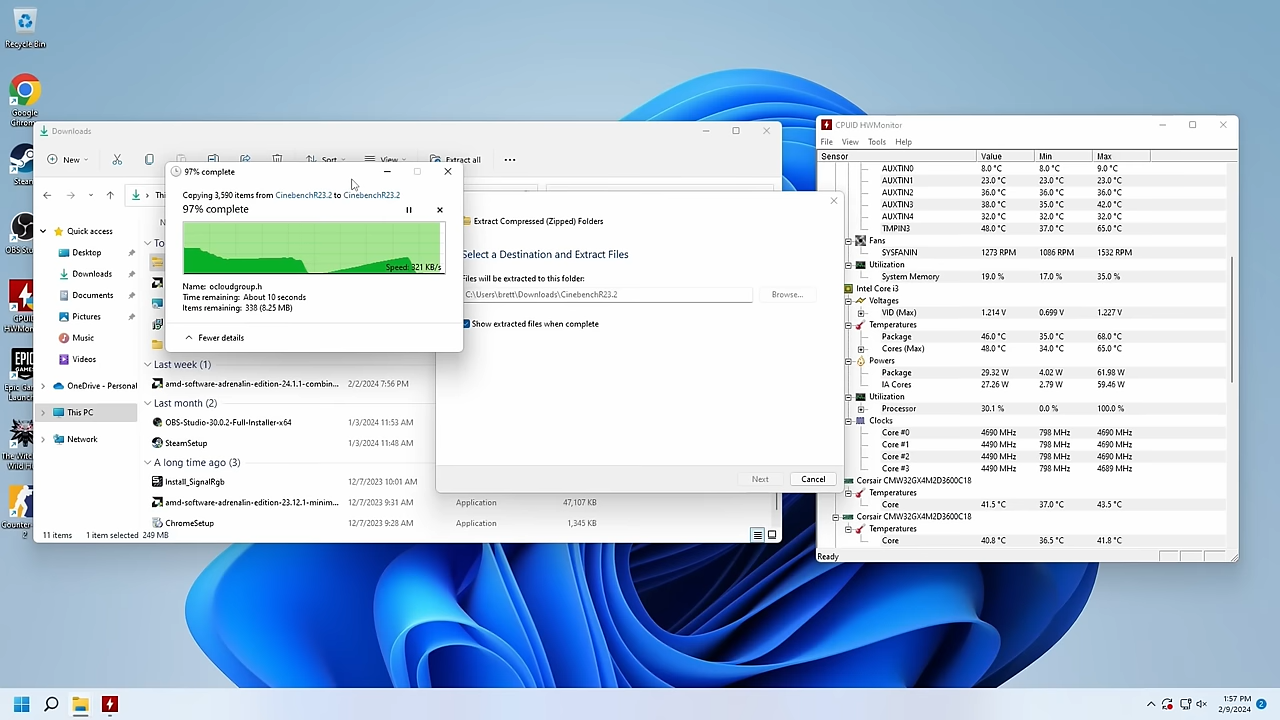 Recycle Bin
Google
Chrome
Steam
OBS Studio
CPUID
HWMonitor
EPIC
GAMES
Epic Games
Launcher
The Witcher
Wild H
Counter-
2
Downloads
New
Sort
View
Extract all
Quick access
Desktop
Downloads
Documents
Pictures
Music
Videos
OneDrive - Personal
This PC
Network
97% complete
Copying 3,590 items from CinebenchR23.2 to CinebenchR23.2
97% complete
Speed: 321 KB/s
Name: ocloudgroup.h
Time remaining: About 10 seconds
Items remaining: 338 (8.25 MB)
Fewer details
Last week (1)
amd-software-adrenalin-edition-24.1.1-combin... 2/2/2024 7:56 PM
Last month (2)
OBS-Studio-30.0.2-Full-Installer-x64 1/3/2024 11:53 AM
SteamSetup 1/3/2024 11:48 AM
A long time ago (3)
Install_SignalRgb 12/7/2023 10:01 AM
amd-software-adrenalin-edition-23.12.1-minim... 12/7/2023 9:31 AM Application 47,107 KB
ChromeSetup 12/7/2023 9:28 AM Application 1,345 KB
11 items 1 item selected 249 MB
Extract Compressed (Zipped) Folders
Select a Destination and Extract Files
Files will be extracted to this folder:
C:\Users\brett\Downloads\CinebenchR23.2
Browse...
Show extracted files when complete
Next
Cancel
CPUID HWMonitor
File View Tools Help
Sensor Value Min Max
AUXTIN0 8.0 °C 8.0 °C 9.0 °C
AUXTIN1 23.0 °C 23.0 °C 23.0 °C
AUXTIN2 36.0 °C 36.0 °C 36.0 °C
AUXTIN3 38.0 °C 35.0 °C 42.0 °C
AUXTIN4 32.0 °C 32.0 °C 32.0 °C
TMPIN3 48.0 °C 37.0 °C 65.0 °C
Fans
SYSFANIN 1273 RPM 1086 RPM 1532 RPM
Utilization
System Memory 19.0 % 17.0 % 35.0 %
Intel Core i3
Voltages
VID (Max) 1.214 V 0.699 V 1.227 V
Temperatures
Package 46.0 °C 35.0 °C 68.0 °C
Cores (Max) 48.0 °C 34.0 °C 65.0 °C
Powers
Package 29.32 W 4.02 W 61.98 W
IA Cores 27.26 W 2.79 W 59.46 W
Utilization
Processor 30.1 % 0.0 % 100.0 %
Clocks
Core #0 4690 MHz 798 MHz 4690 MHz
Core #1 4490 MHz 798 MHz 4690 MHz
Core #2 4490 MHz 798 MHz 4690 MHz
Core #3 4490 MHz 798 MHz 4689 MHz
Corsair CMW32GX4M2D3600C18
Temperatures
Core 41.5 °C 37.0 °C 43.5 °C
Corsair CMW32GX4M2D3600C18
Temperatures
Core 40.8 °C 36.5 °C 41.8 °C
Ready
1:57 PM
2/9/2024
2